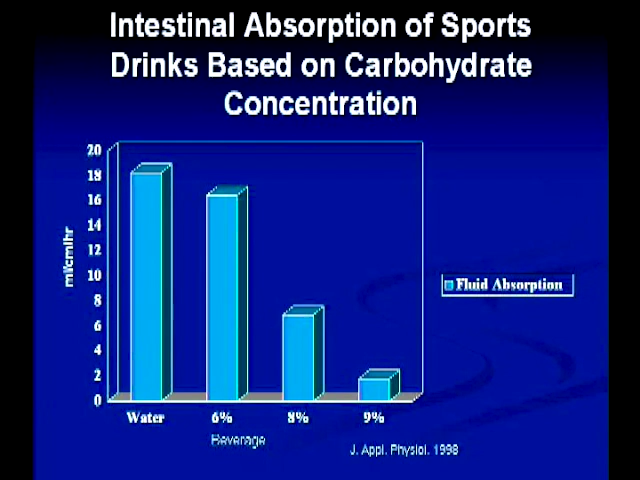 Intestinal Absorption of Sports
Drinks Based on Carbohydrate
Concentration
20
18
16
14
12
10
8
6
4
2
0
ml/cm/hr
Water 6% 8% 9%
Beverage
Fluid Absorption
J. Appl. Physiol. 1998